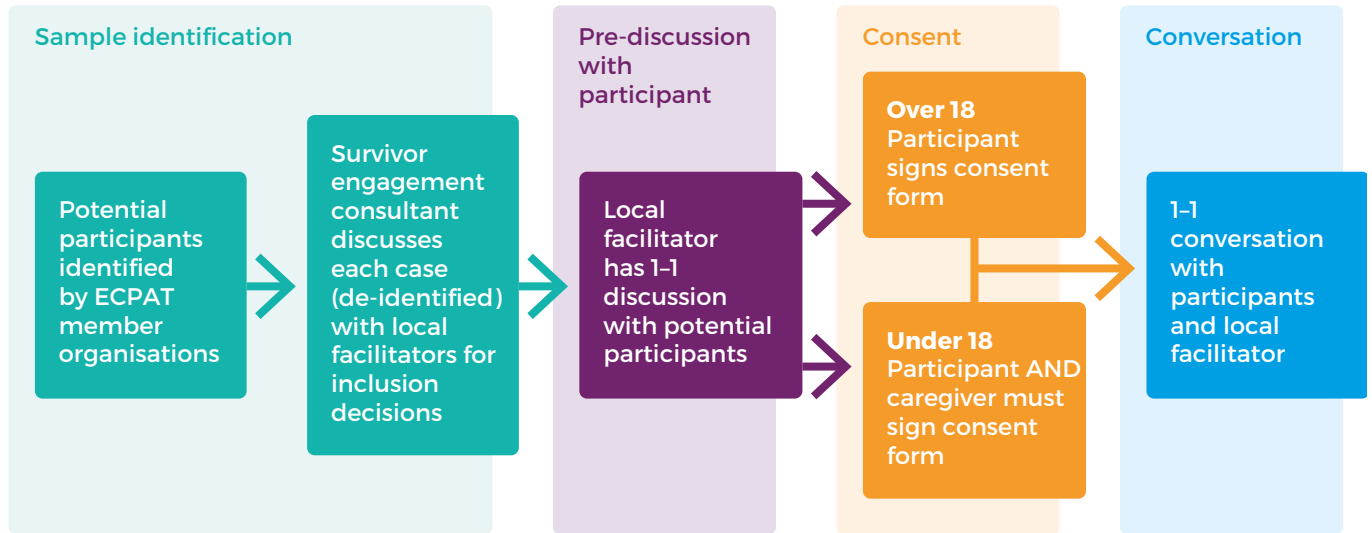 Sample identification
Potential
participants
identified
by ECPAT
member
organisations
Survivor
engagement
consultant
discusses
each case
(de-identified)
with local
facilitators for
inclusion
decisions
Pre-discussion
with
participant
Local
facilitator
has 1–1
discussion
with potential
participants
Consent
Over 18
Participant
signs consent
form
Under 18
Participant AND
caregiver must
sign consent
form
Conversation
1–1
conversation
with
participants
and local
facilitator